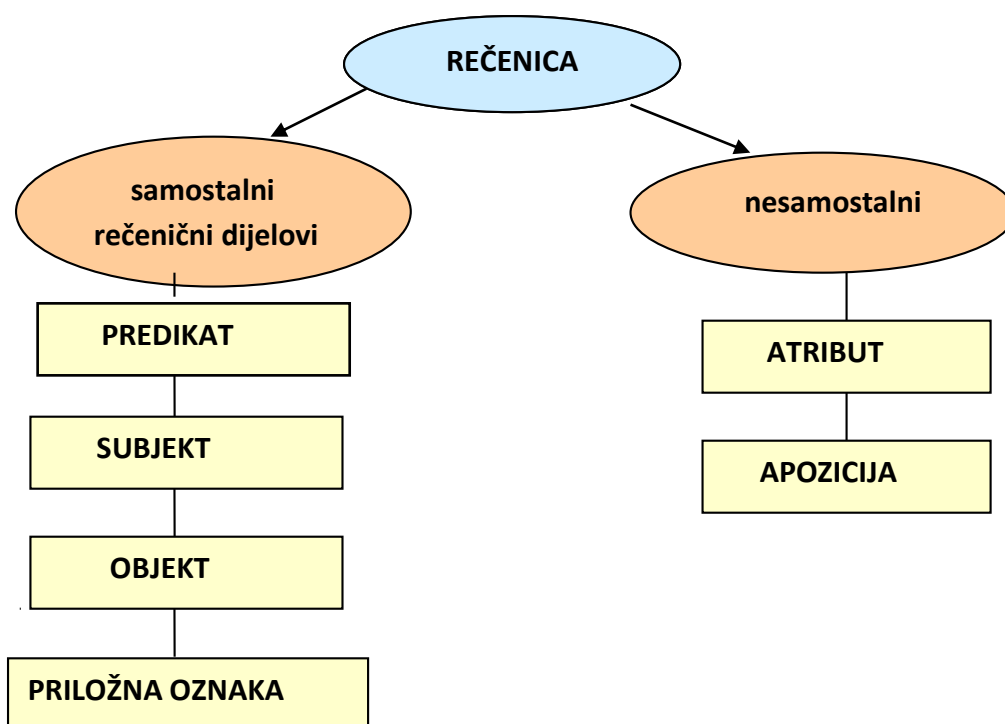 REČENICA
samostalni
rečenični dijelovi
PREDIKAT
SUBJEKT
OBJEKT
PRILOŽNA OZNAKA
nesamostalni
ATRIBUT
APOZICIJA